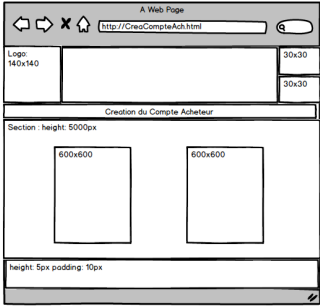 A Web Page
http://CreaCompteAch.html
Logo:
140x140
30x30
30x30
Creation du Compte Acheteur
Section : height: 5000px
600x600
600x600
height: 5px padding: 10px